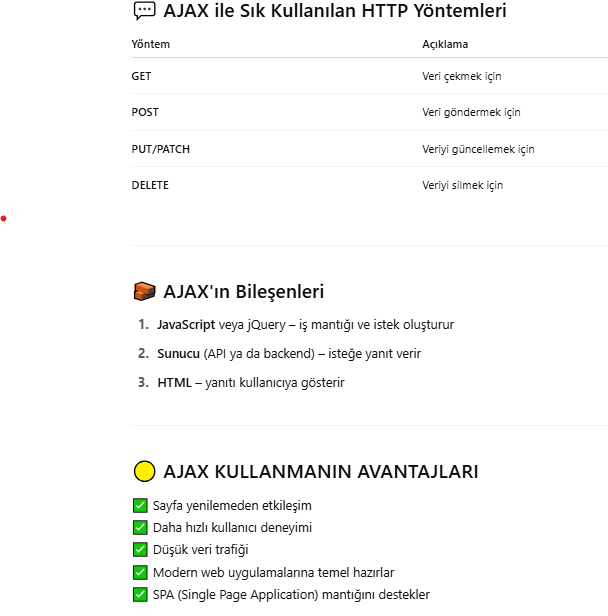 AJAX ile Sık Kullanılan HTTP Yöntemleri
Yöntem Açıklama
GET Veri çekmek için
POST Veri göndermek için
PUT/PATCH Veriyi güncellemek için
DELETE Veriyi silmek için
AJAX'ın Bileşenleri
1. JavaScript veya jQuery – iş mantığı ve istek oluşturur
2. Sunucu (API ya da backend) – isteğe yanıt verir
3. HTML – yanıtı kullanıcıya gösterir
AJAX KULLANMANIN AVANTAJLARI
Sayfa yenilemeden etkileşim
Daha hızlı kullanıcı deneyimi
Düşük veri trafiği
Modern web uygulamalarına temel hazırlar
SPA (Single Page Application) mantığını destekler